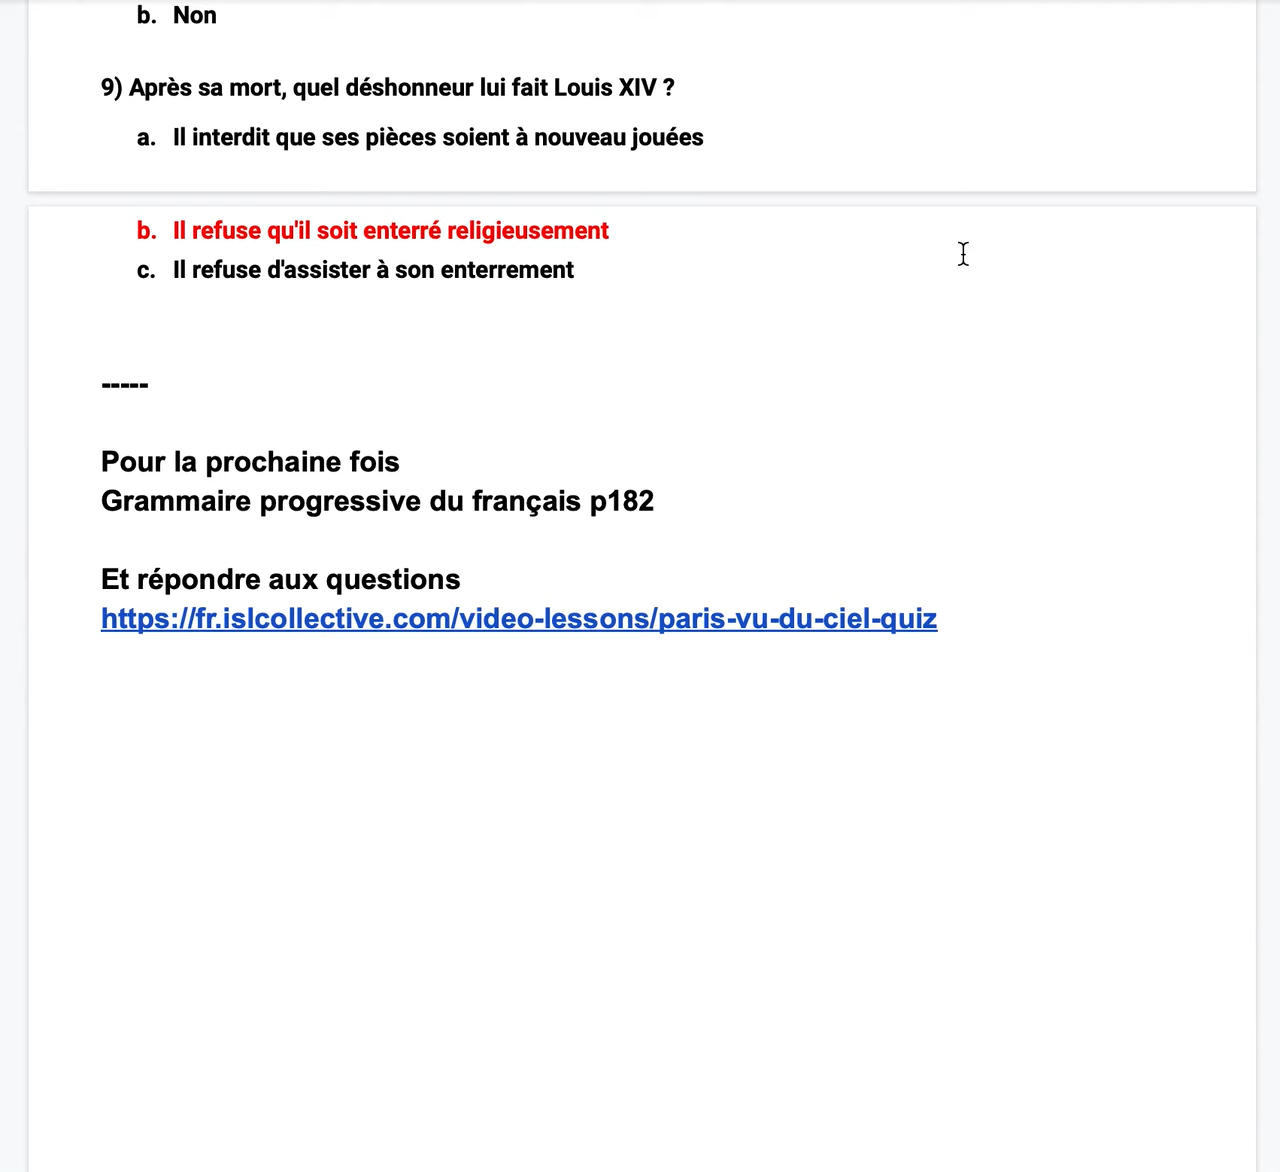 b. Non
9) Après sa mort, quel déshonneur lui fait Louis XIV ?
a. Il interdit que ses pièces soient à nouveau jouées
b. Il refuse qu'il soit enterré religieusement
c. Il refuse d'assister à son enterrement
-----
Pour la prochaine fois
Grammaire progressive du français p182
Et répondre aux questions
https://fr.islcollective.com/video-lessons/paris-vu-du-ciel-quiz